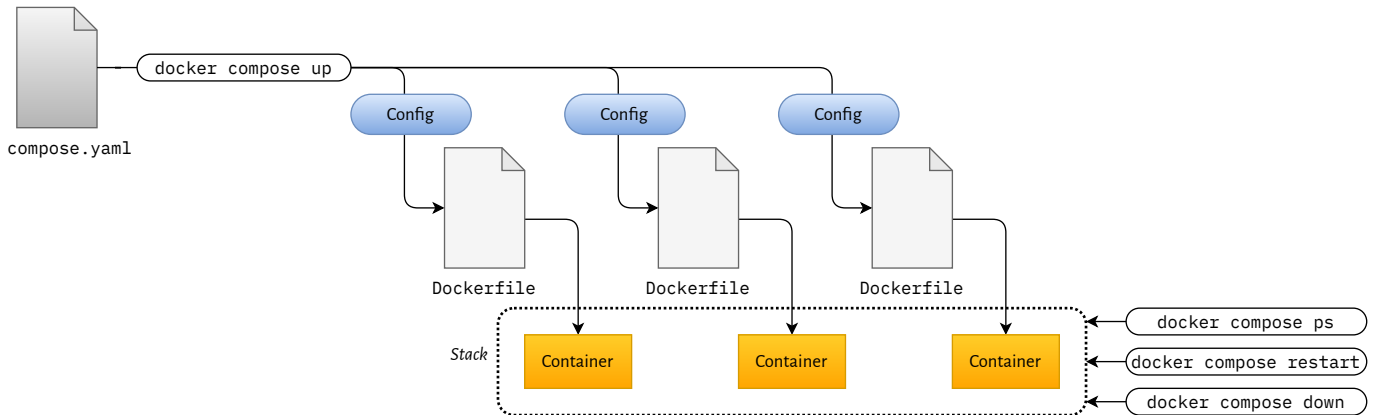 docker compose up
Config
Config
Config
compose.yaml
Dockerfile
Dockerfile
Dockerfile
docker compose ps
Stack
Container
Container
Container
docker compose restart
docker compose down